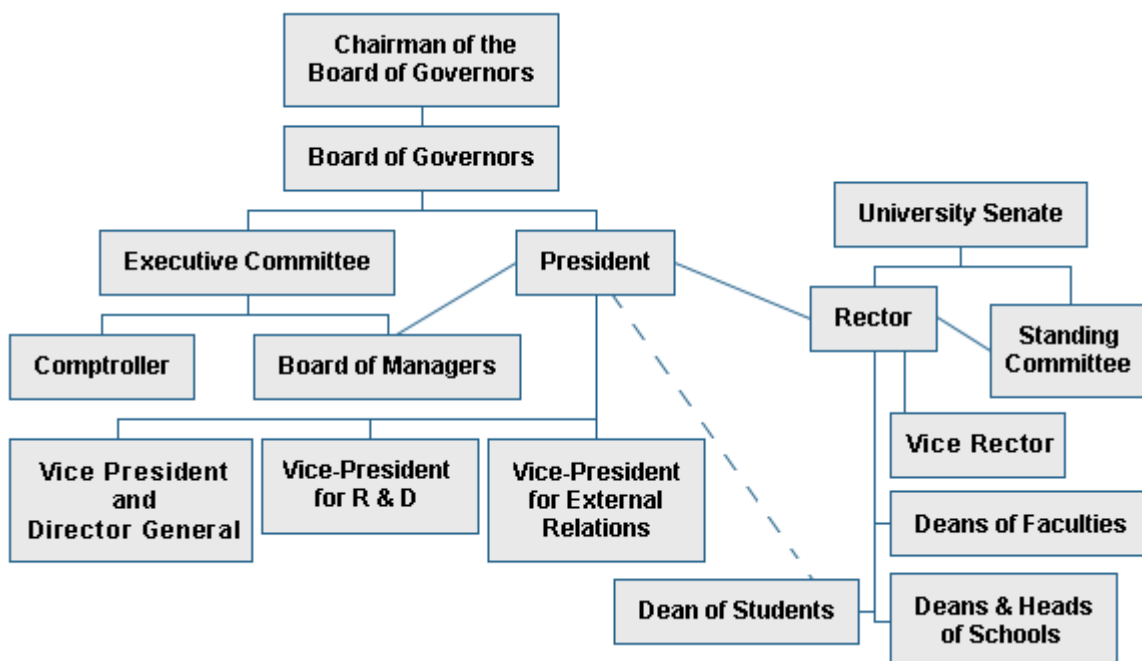 Chairman of the
Board of Governors
Board of Governors
University Senate
Executive Committee
President
Rector
Standing
Committee
Comptroller
Board of Managers
Vice Rector
Vice President
and
Director General
Vice-President
for R & D
Vice-President
for External
Relations
Deans of Faculties
Dean of Students
Deans & Heads
of Schools